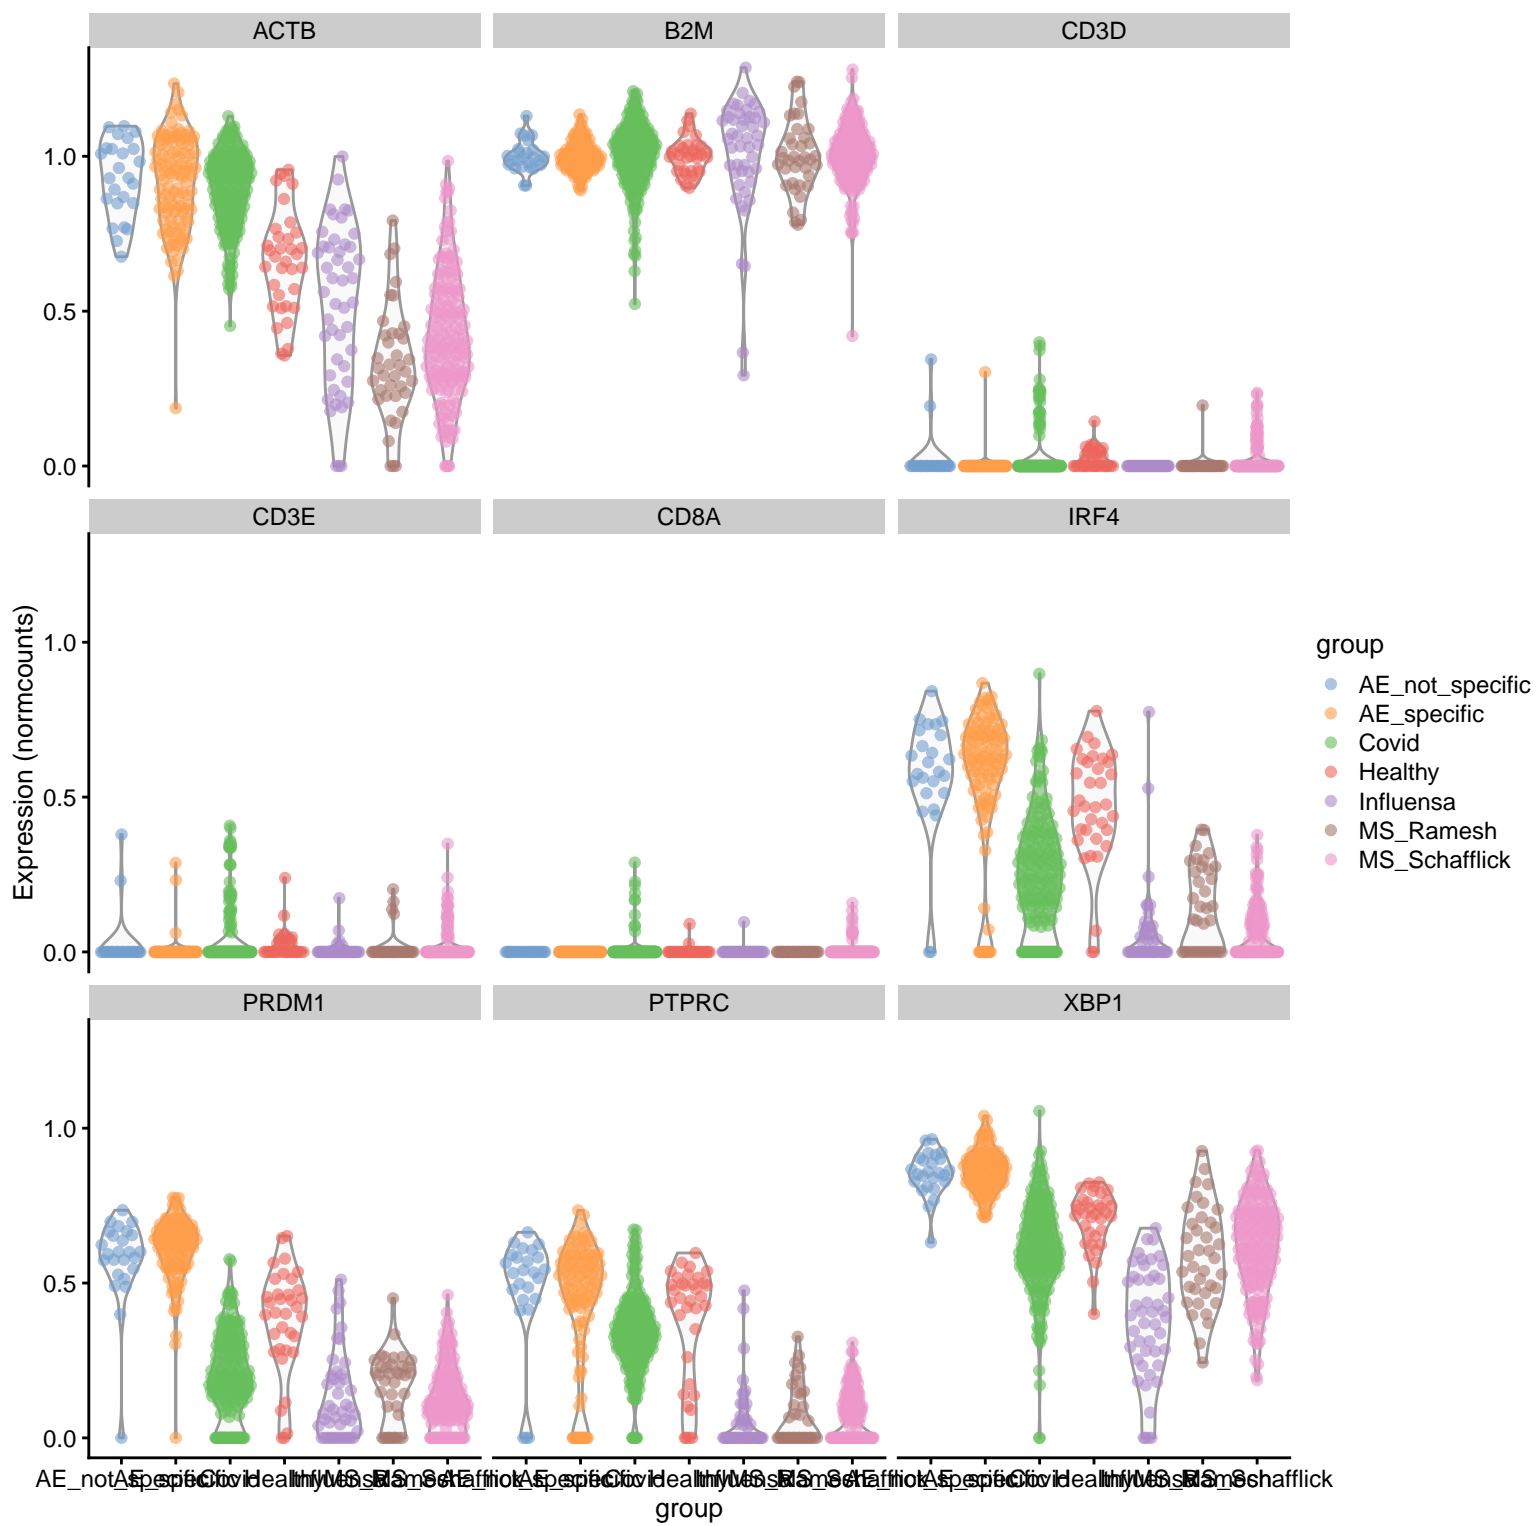 ACTB B2M CD3D
1.0
0.5
0.0
CD3E CD8A IRF4
1.0
0.5
0.0
PRDM1 PTPRC XBP1
1.0
0.5
0.0
Expression (normcounts)
group
group
AE_not_specific
AE_specific
Covid
Healthy
Influensa
MS_Ramesh
MS_Schafflick